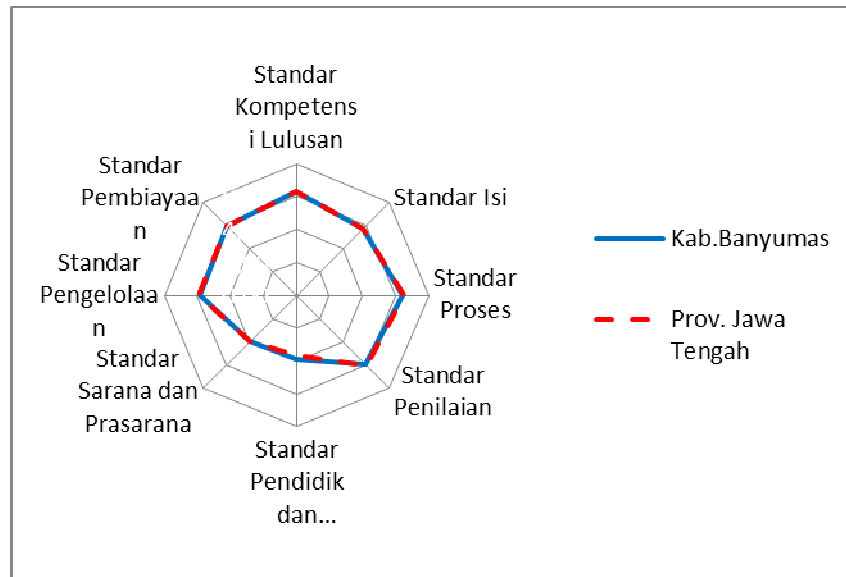 Standar
Kompetens
i Lulusan
Standar Isi
Standar
Proses
Standar
Penilaian
Standar
Pendidik
dan...
Standar
Sarana dan
Prasarana
Standar
Pengelolaa
n
Standar
Pembiayaa
n
Kab.Banyumas
Prov. Jawa
Tengah